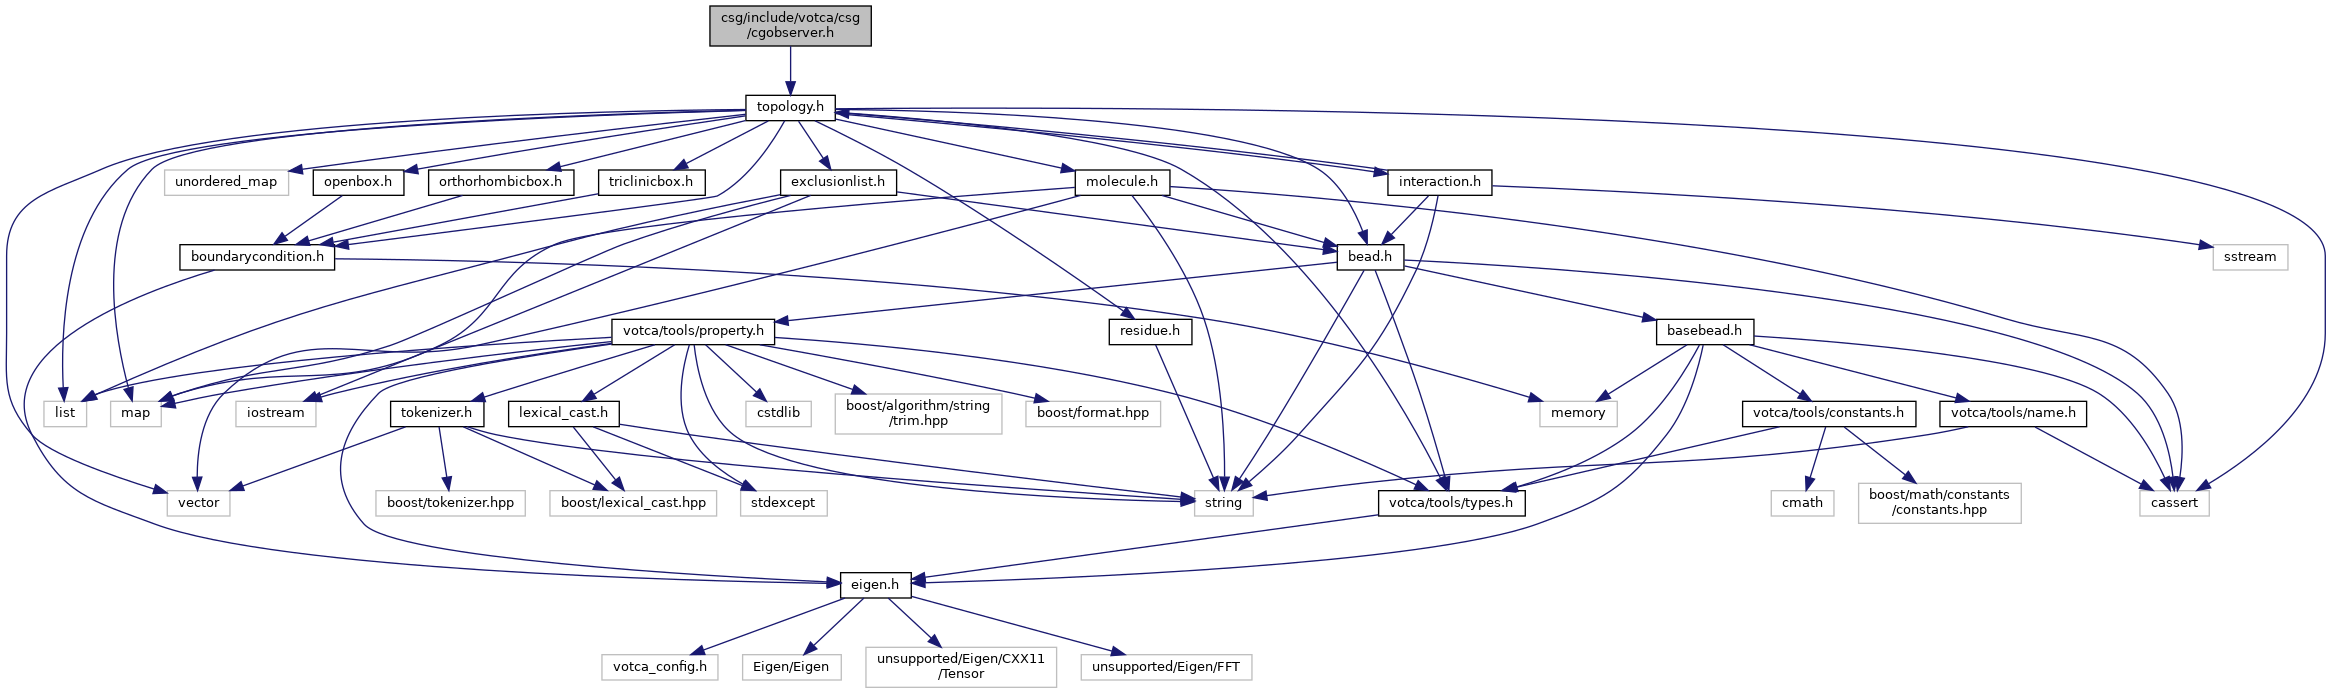 csg/include/votca/csg
/cgobserver.h
topology.h
unordered_map
openbox.h
orthorhombicbox.h
triclinicbox.h
exclusionlist.h
molecule.h
interaction.h
boundarycondition.h
bead.h
sstream
votca/tools/property.h
residue.h
basebead.h
list
map
iostream
tokenizer.h
lexical_cast.h
cstdlib
boost/algorithm/string
/trim.hpp
boost/format.hpp
memory
votca/tools/constants.h
votca/tools/name.h
vector
boost/tokenizer.hpp
boost/lexical_cast.hpp
stdexcept
string
votca/tools/types.h
cmath
boost/math/constants
/constants.hpp
cassert
eigen.h
votca_config.h
Eigen/Eigen
unsupported/Eigen/CXX11
/Tensor
unsupported/Eigen/FFT